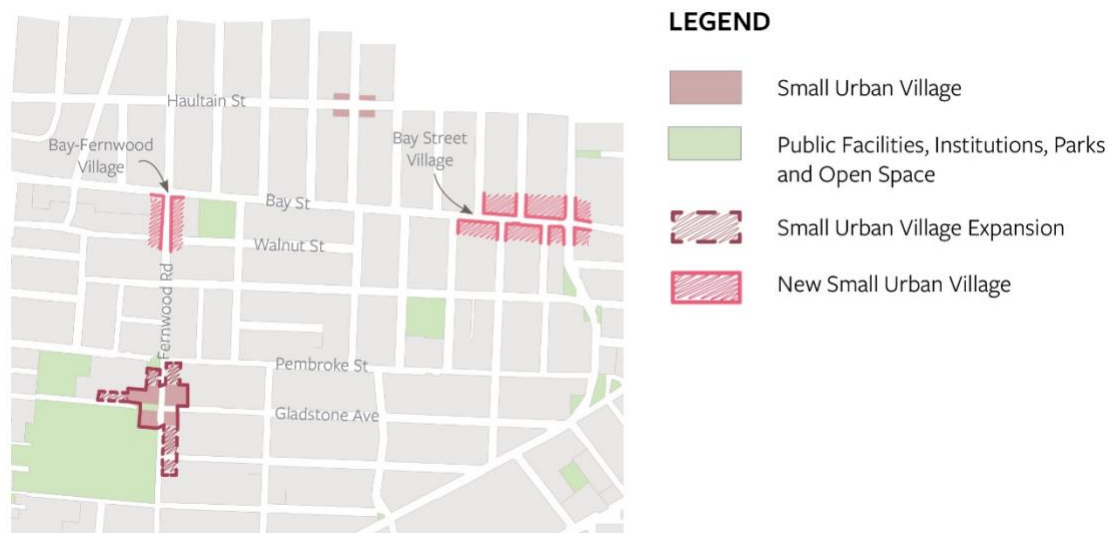 LEGEND
Small Urban Village
Public Facilities, Institutions, Parks
and Open Space
Small Urban Village Expansion
New Small Urban Village
Haultain St
Bay-Fernwood
Village
Bay Street
Village
Bay St
Walnut St
Fernwood Rd
Pembroke St
Gladstone Ave